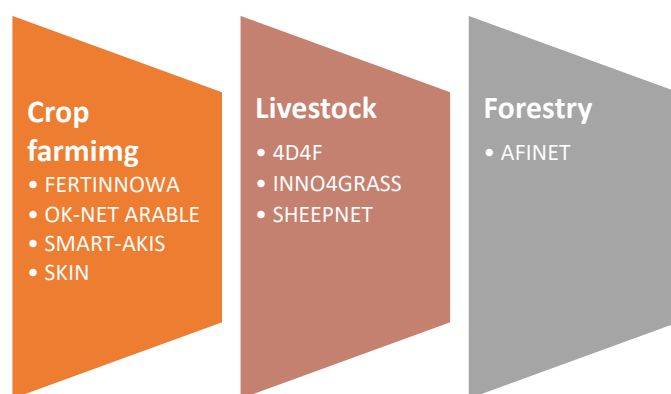 Crop
farmimg
• FERTINNOWA
• OK-NET ARABLE
• SMART-AKIS
• SKIN
Livestock
• 4D4F
• INNO4GRASS
• SHEEPNET
Forestry
• AFINET